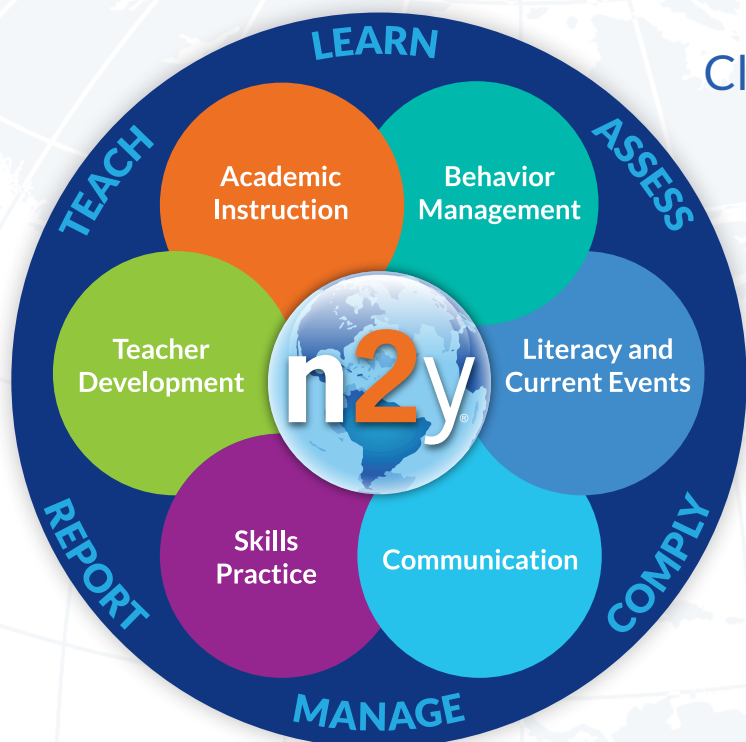 LEARN
Cl
TEACH
ASSESS
Academic
Instruction
Behavior
Management
Teacher
Development
n2y®
Literacy and
Current Events
Skills
Practice
Communication
REPORT
COMPLY
MANAGE